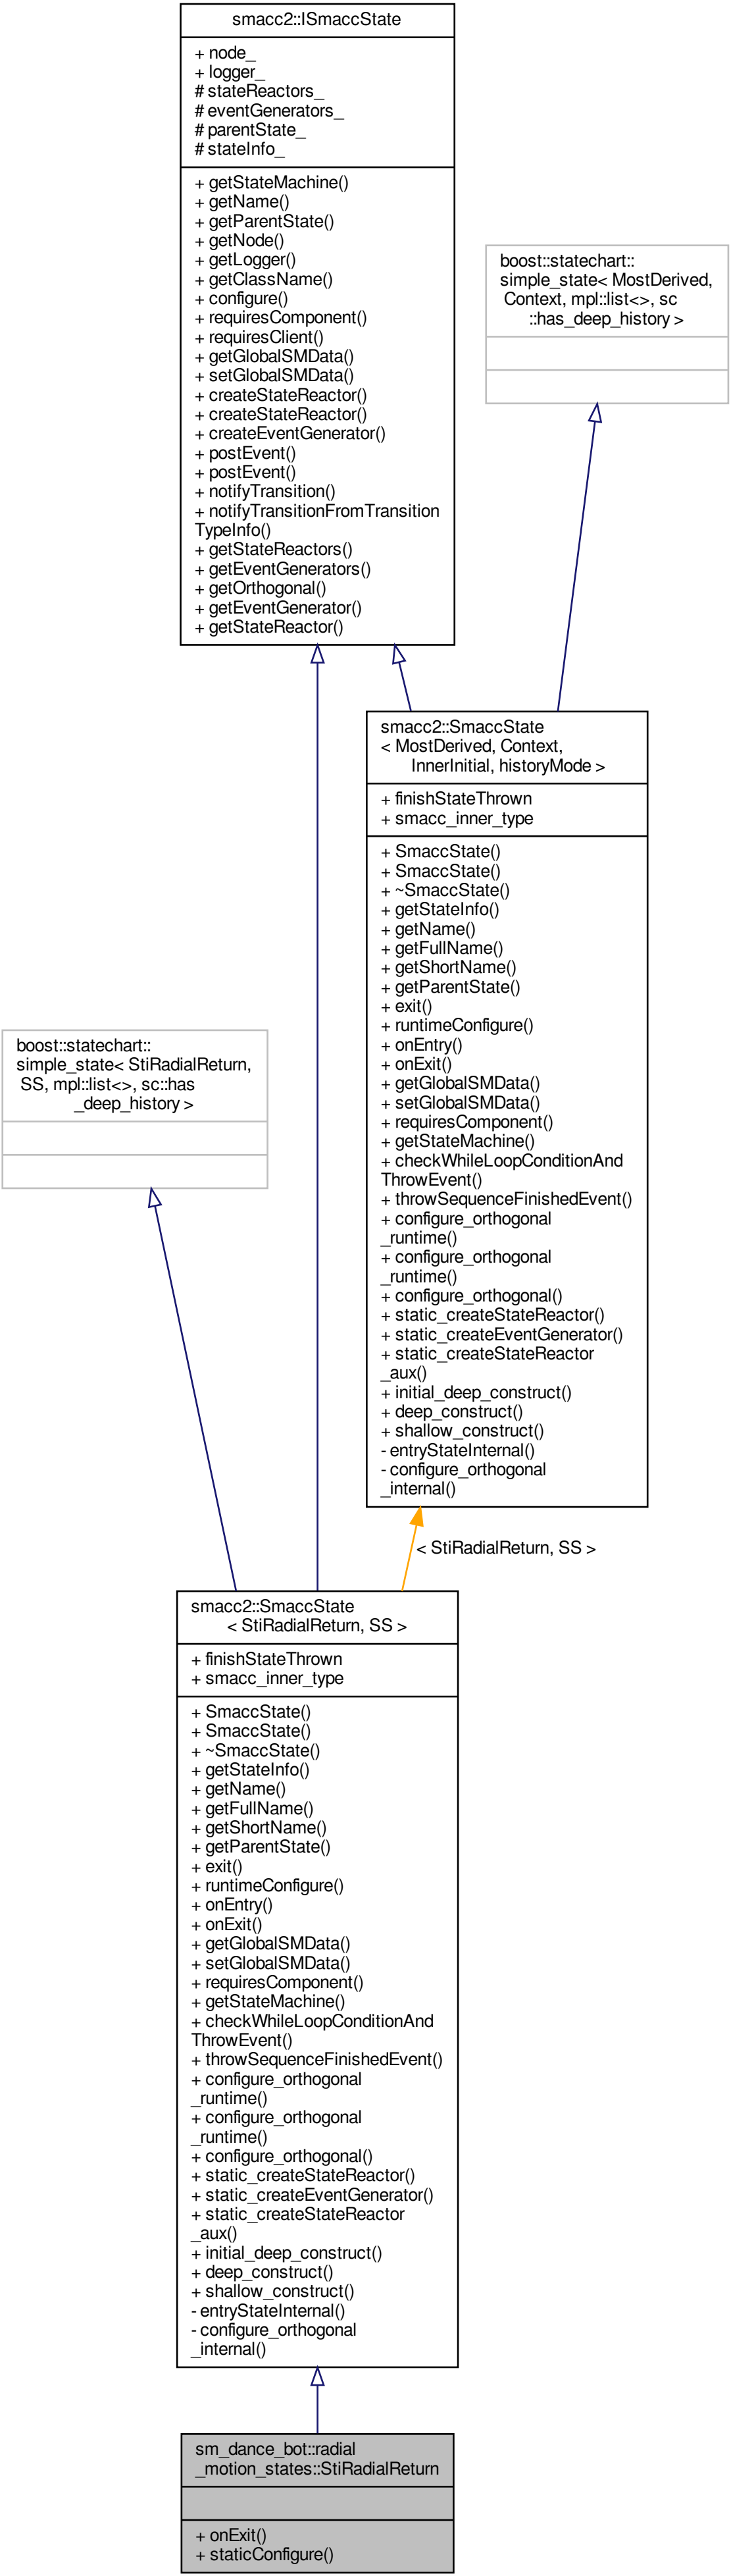 smacc2::ISmaccState
+ node_
+ logger_
# stateReactors_
# eventGenerators_
# parentState_
# stateInfo_
+ getStateMachine()
+ getName()
+ getParentState()
+ getNode()
+ getLogger()
+ getClassName()
+ configure()
+ requiresComponent()
+ requiresClient()
+ getGlobalSMData()
+ setGlobalSMData()
+ createStateReactor()
+ createStateReactor()
+ createEventGenerator()
+ postEvent()
+ postEvent()
+ notifyTransition()
+ notifyTransitionFromTransition
TypeInfo()
+ getStateReactors()
+ getEventGenerators()
+ getOrthogonal()
+ getEventGenerator()
+ getStateReactor()
boost::statechart::
simple_state< MostDerived,
Context, mpl::list<>, sc
::has_deep_history >
smacc2::SmaccState
< MostDerived, Context,
InnerInitial, historyMode >
+ finishStateThrown
+ smacc_inner_type
+ SmaccState()
+ SmaccState()
+ ~SmaccState()
+ getStateInfo()
+ getName()
+ getFullName()
+ getShortName()
+ getParentState()
+ exit()
+ runtimeConfigure()
+ onEntry()
+ onExit()
+ getGlobalSMData()
+ setGlobalSMData()
+ requiresComponent()
+ getStateMachine()
+ checkWhileLoopConditionAnd
ThrowEvent()
+ throwSequenceFinishedEvent()
+ configure_orthogonal
_runtime()
+ configure_orthogonal
_runtime()
+ configure_orthogonal()
+ static_createStateReactor()
+ static_createEventGenerator()
+ static_createStateReactor
_aux()
+ initial_deep_construct()
+ deep_construct()
+ shallow_construct()
- entryStateInternal()
- configure_orthogonal
_internal()
boost::statechart::
simple_state< StiRadialReturn,
SS, mpl::list<>, sc::has
_deep_history >
< StiRadialReturn, SS >
smacc2::SmaccState
< StiRadialReturn, SS >
+ finishStateThrown
+ smacc_inner_type
+ SmaccState()
+ SmaccState()
+ ~SmaccState()
+ getStateInfo()
+ getName()
+ getFullName()
+ getShortName()
+ getParentState()
+ exit()
+ runtimeConfigure()
+ onEntry()
+ onExit()
+ getGlobalSMData()
+ setGlobalSMData()
+ requiresComponent()
+ getStateMachine()
+ checkWhileLoopConditionAnd
ThrowEvent()
+ throwSequenceFinishedEvent()
+ configure_orthogonal
_runtime()
+ configure_orthogonal
_runtime()
+ configure_orthogonal()
+ static_createStateReactor()
+ static_createEventGenerator()
+ static_createStateReactor
_aux()
+ initial_deep_construct()
+ deep_construct()
+ shallow_construct()
- entryStateInternal()
- configure_orthogonal
_internal()
sm_dance_bot::radial
_motion_states::StiRadialReturn
+ onExit()
+ staticConfigure()